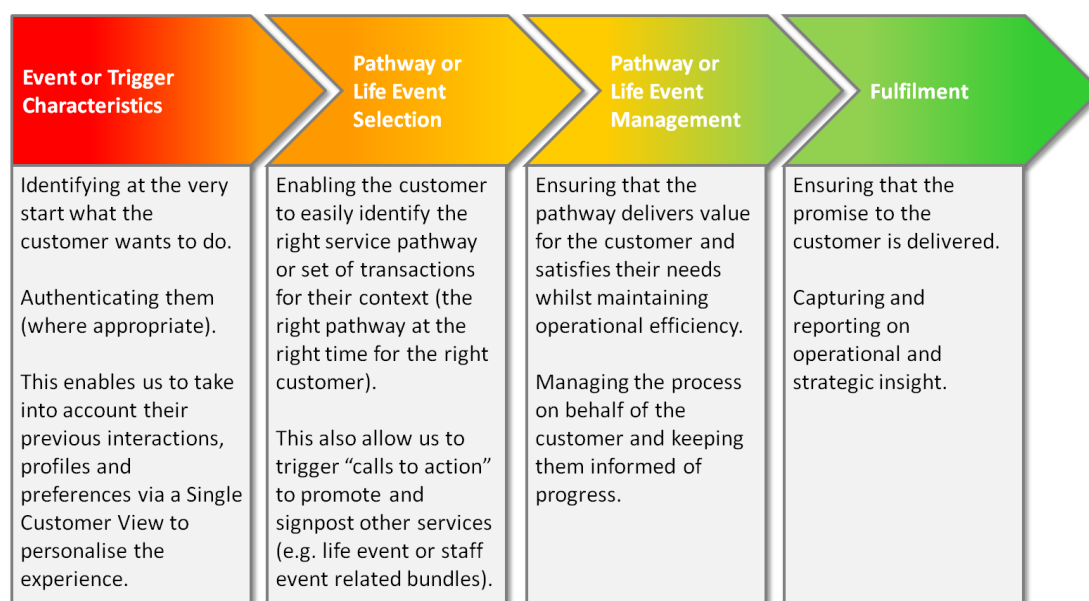 Event or Trigger
Characteristics
Pathway or
Life Event
Selection
Pathway or
Life Event
Management
Fulfilment
Identifying at the very
start what the
customer wants to do.
Authenticating them
(where appropriate).
This enables us to take
into account their
previous interactions,
profiles and
preferences via a Single
Customer View to
personalise the
experience.
Enabling the customer
to easily identify the
right service pathway
or set of transactions
for their context (the
right pathway at the
right time for the right
customer).
This also allow us to
trigger “calls to action”
to promote and
signpost other services
(e.g. life event or staff
event related bundles).
Ensuring that the
pathway delivers value
for the customer and
satisfies their needs
whilst maintaining
operational efficiency.
Managing the process
on behalf of the
customer and keeping
them informed of
progress.
Ensuring that the
promise to the
customer is delivered.
Capturing and
reporting on
operational and
strategic insight.